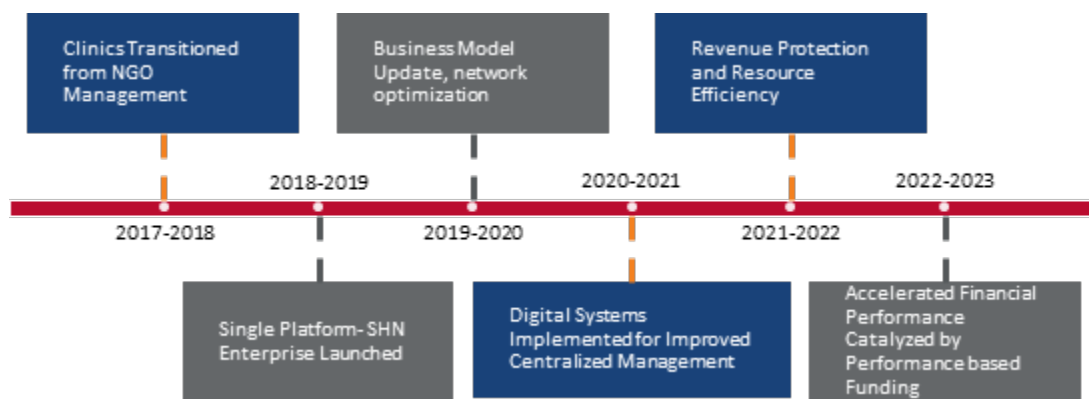 Clinics Transitioned
from NGO
Management
Business Model
Update, network
optimization
Revenue Protection
and Resource
Efficiency
2018-2019
2020-2021
2022-2023
2017-2018
2019-2020
2021-2022
Single Platform- SHN
Enterprise Launched
Digital Systems
Implemented for Improved
Centralized Management
Accelerated Financial
Performance
Catalyzed by
Performance based
Funding